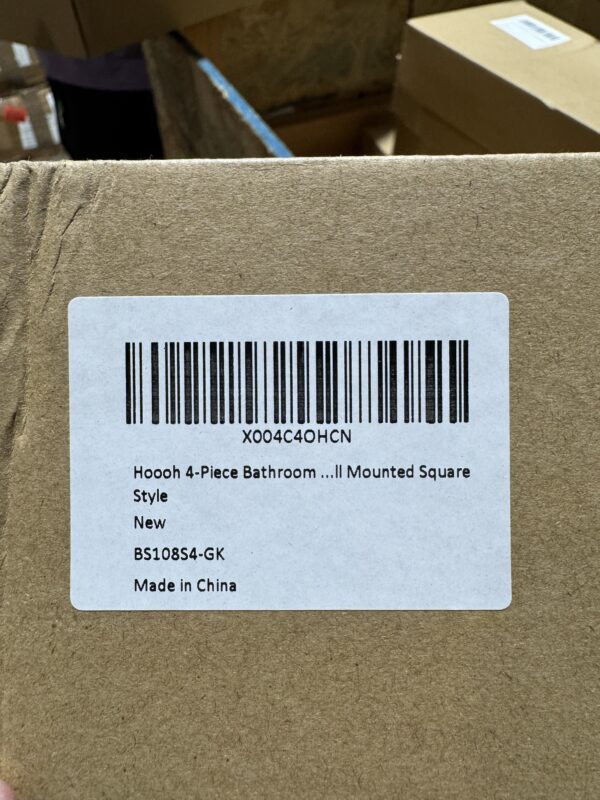 X004C4OHCN
Hoooh 4-Piece Bathroom ...ll Mounted Square
Style
New
BS108S4-GK
Made in China